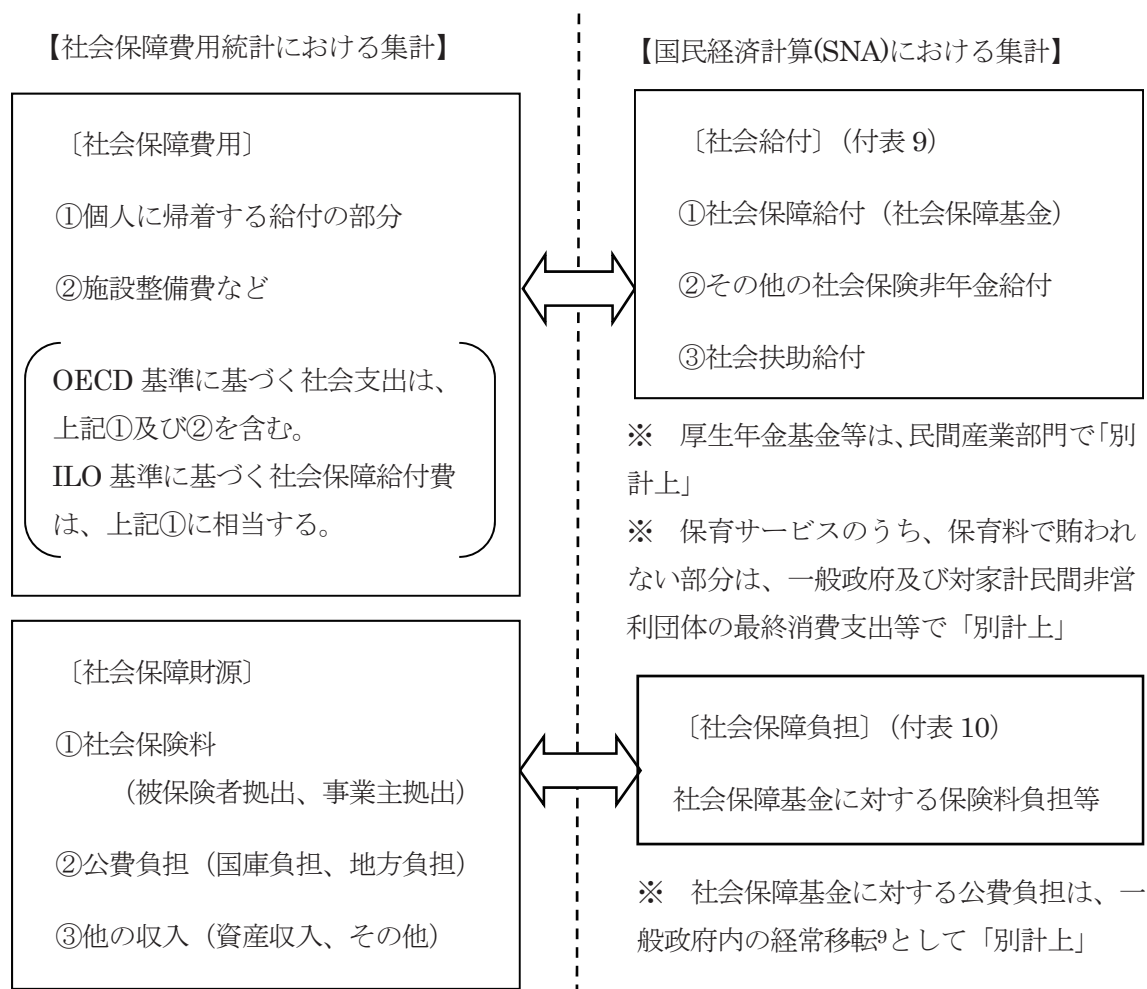 【社会保障費用統計における集計】
〔社会保障費用〕
①個人に帰着する給付の部分
②施設整備費など
OECD 基準に基づく社会支出は、
上記①及び②を含む。
ILO 基準に基づく社会保障給付費
は、上記①に相当する。
〔社会保障財源〕
①社会保険料
（被保険者拠出、事業主拠出）
②公費負担（国庫負担、地方負担）
③他の収入（資産収入、その他）
【国民経済計算(SNA)における集計】
〔社会給付〕（付表 9）
①社会保障給付（社会保障基金）
②その他の社会保険非年金給付
③社会扶助給付
※　厚生年金基金等は、民間産業部門で「別
計上」
※　保育サービスのうち、保育料で賄われ
ない部分は、一般政府及び対家計民間非営
利団体の最終消費支出等で「別計上」
〔社会保障負担〕（付表 10）
社会保障基金に対する保険料負担等
※　社会保障基金に対する公費負担は、一
般政府内の経常移転9として「別計上」